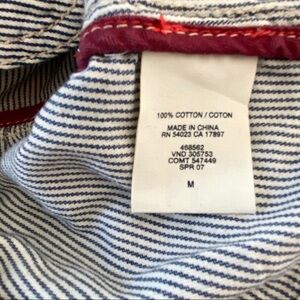 100% COTTON / COTON
MADE IN CHINA
RN 54023 CA 17897
468562
VND 305753
COMT 547449
SPR 07
M